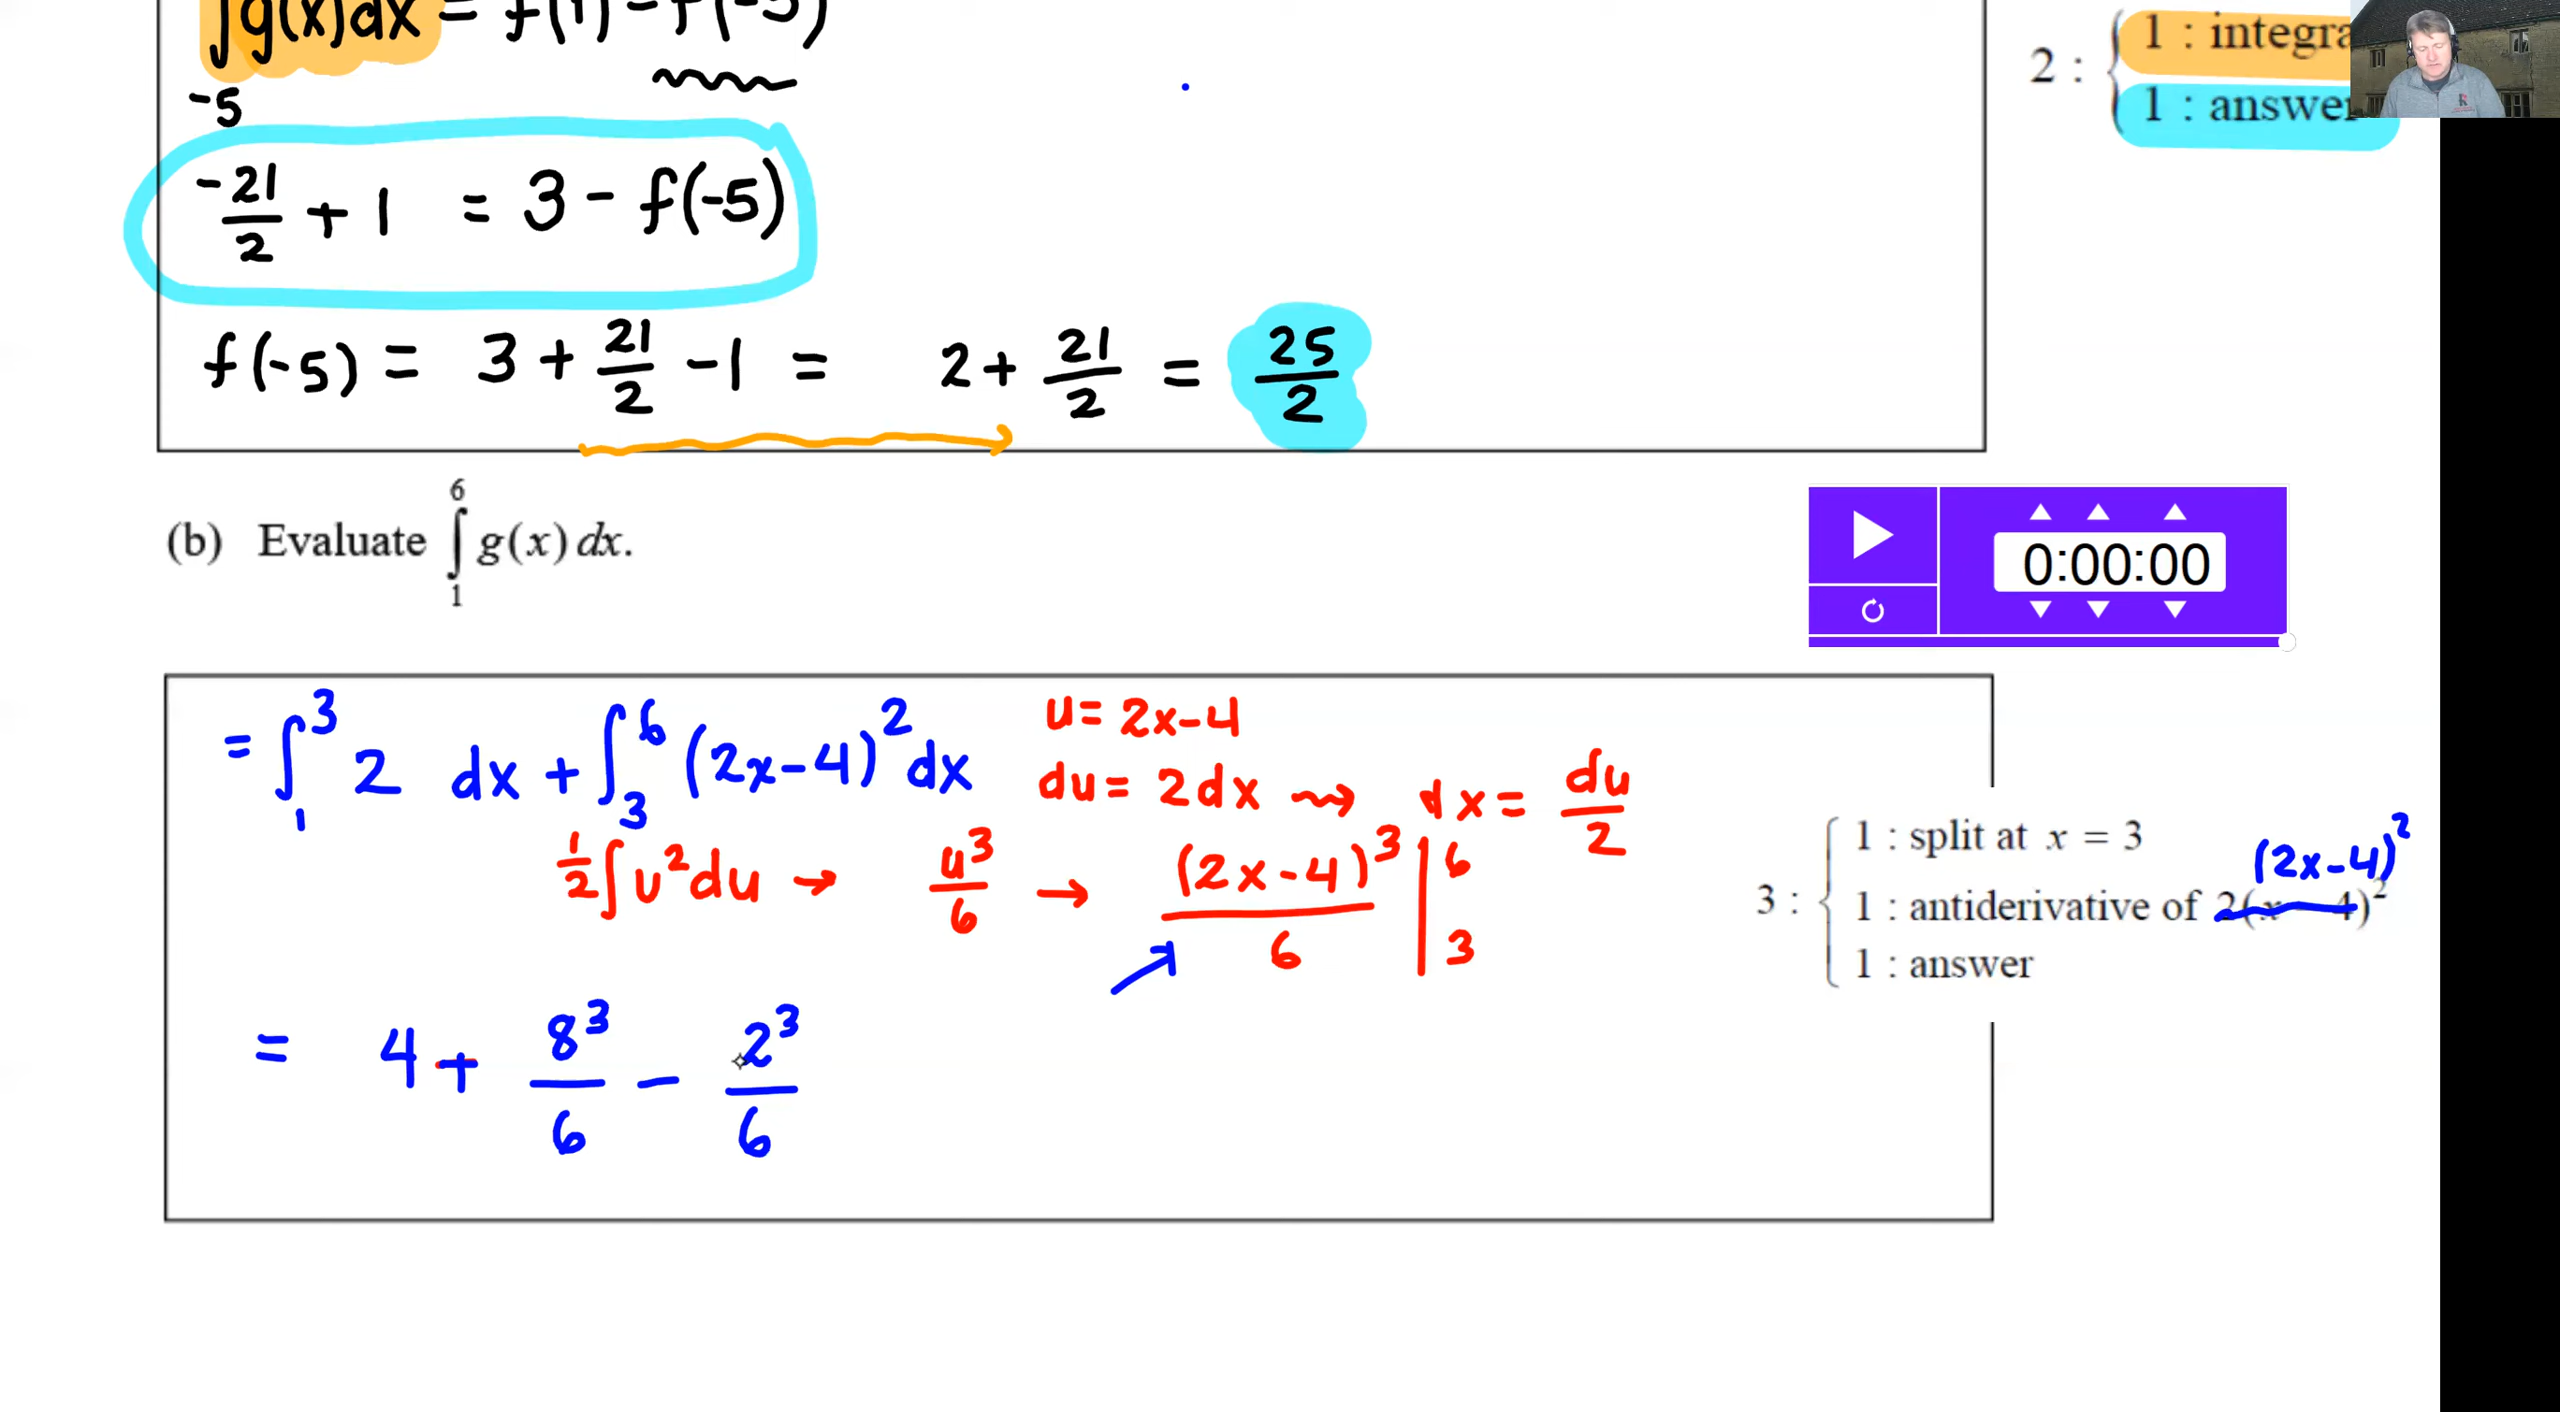 ∫g(x)dx = f(1) - f(-5)
-5
-21/2 + 1 = 3 - f(-5)
f(-5) = 3 + 21/2 - 1 = 2 + 21/2 = 25/2
2 : { 1 :
1 :
(b) Evaluate ∫₁⁶ g(x) dx.
0:00:00
= ∫₁³ 2 dx + ∫₃⁶ (2x-4)² dx
u = 2x-4
du = 2dx ⇝ dx = du/2
1/2 ∫ u² du → u³/6 → (2x-4)³/6 |₃⁶
= 4 + 8³/6 - 2³/6
3 : { 1 : split at x = 3
(2x-4)²
1 : antiderivative of 2(x - 4)²
1 : answer